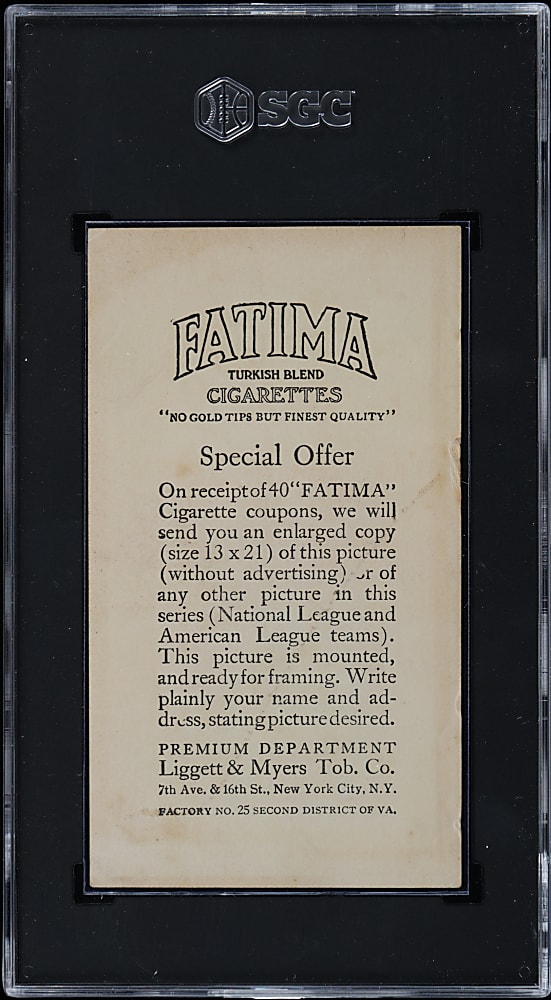 SGC
FATIMA
TURKISH BLEND
CIGARETTES
"NO GOLD TIPS BUT FINEST QUALITY"
Special Offer
On receipt of 40 "FATIMA"
Cigarette coupons, we will
send you an enlarged copy
(size 13 x 21) of this picture
(without advertising) or of
any other picture in this
series (National League and
American League teams).
This picture is mounted,
and ready for framing. Write
plainly your name and ad-
dress, stating picture desired.
PREMIUM DEPARTMENT
Liggett & Myers Tob. Co.
7th Ave. & 16th St., New York City, N.Y.
FACTORY NO. 25 SECOND DISTRICT OF VA.